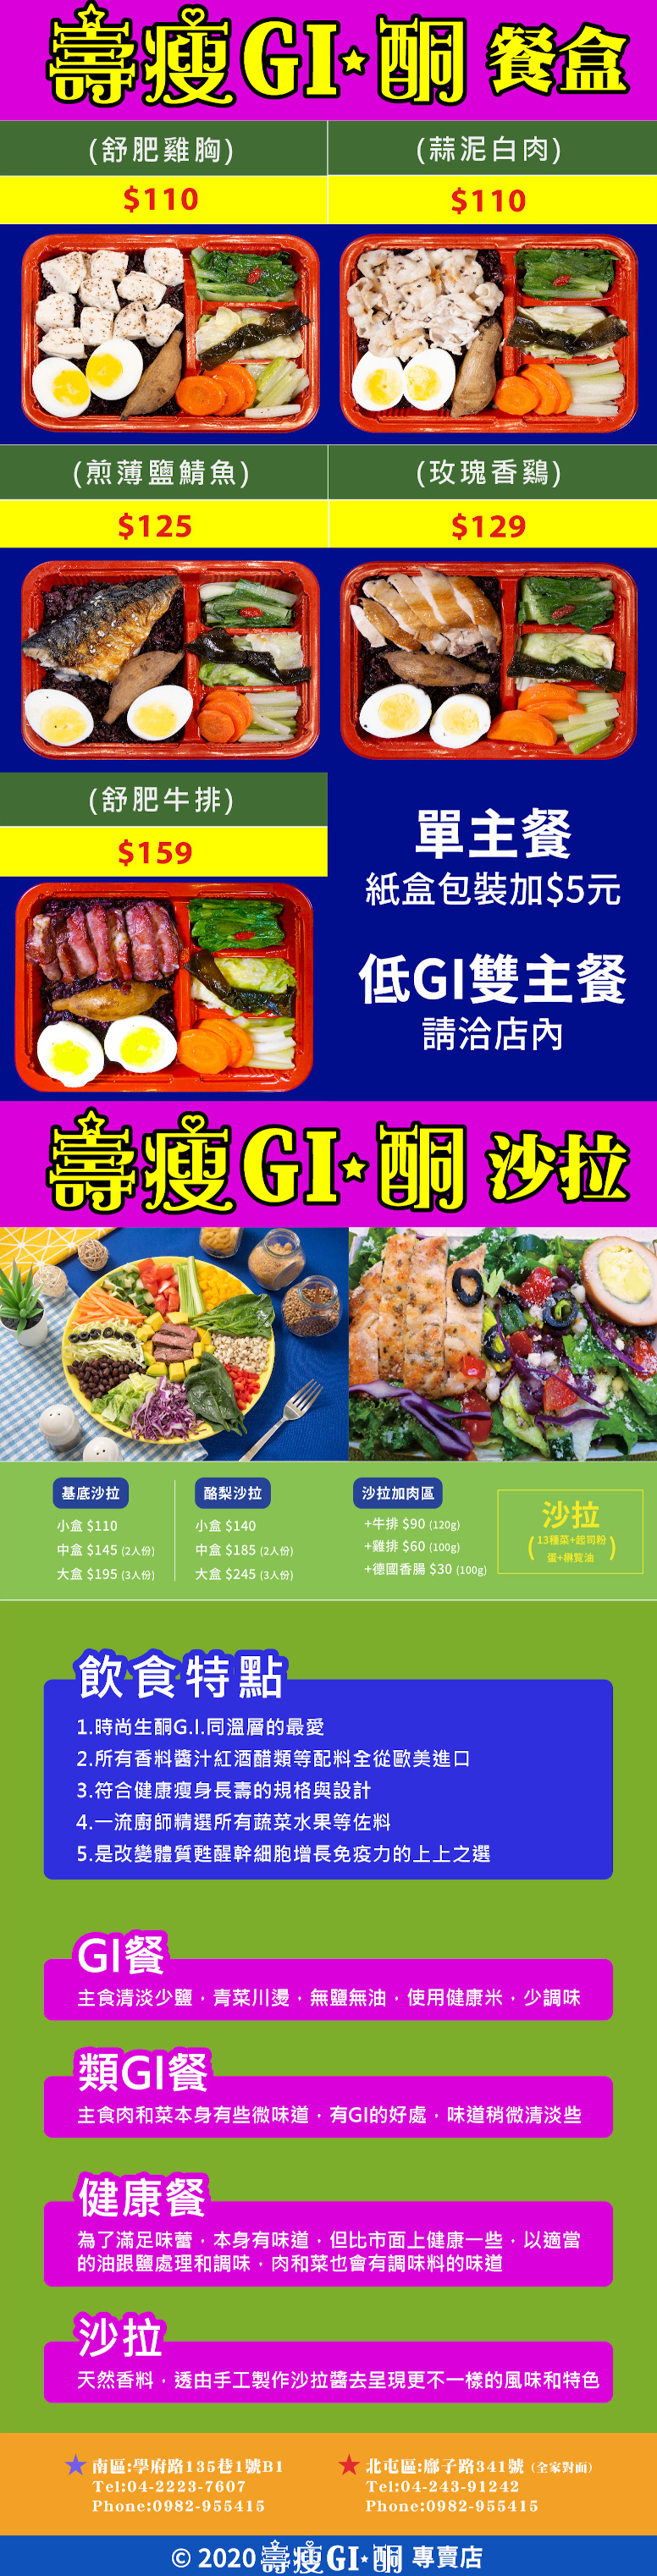 壽瘦GI★酮餐盒
(舒肥雞胸)
$110
(蒜泥白肉)
$110
(煎薄鹽鯖魚)
$125
(玫瑰香鷄)
$129
(舒肥牛排)
$159
單主餐
紙盒包裝加$5元
低GI雙主餐
請洽店內
壽瘦GI★酮沙拉
基底沙拉
小盒 $110
中盒 $145 (2人份)
大盒 $195 (3人份)
酪梨沙拉
小盒 $140
中盒 $185 (2人份)
大盒 $245 (3人份)
沙拉加肉區
+牛排 $90 (120g)
+雞排 $60 (100g)
+德國香腸 $30 (100g)
沙拉
(13種菜+起司粉
蛋+橄覽油)
飲食特點
1.時尚生酮G.I.同溫層的最愛
2.所有香料醬汁紅酒醋類等配料全從歐美進口
3.符合健康瘦身長壽的規格與設計
4.一流廚師精選所有蔬菜水果等佐料
5.是改變體質甦醒幹細胞增長免疫力的上上之選
GI餐
主食清淡少鹽，青菜川燙，無鹽無油，使用健康米，少調味
類GI餐
主食肉和菜本身有些微味道，有GI的好處，味道稍微清淡些
健康餐
為了滿足味蕾，本身有味道，但比市面上健康一些，以適當
的油跟鹽處理和調味，肉和菜也會有調味料的味道
沙拉
天然香料，透由手工製作沙拉醬去呈現更不一樣的風味和特色
★ 南區:學府路135巷1號B1
Tel:04-2223-7607
Phone:0982-955415
★ 北屯區:廍子路341號 (全家對面)
Tel:04-243-91242
Phone:0982-955415
© 2020 壽瘦GI★酮 專賣店